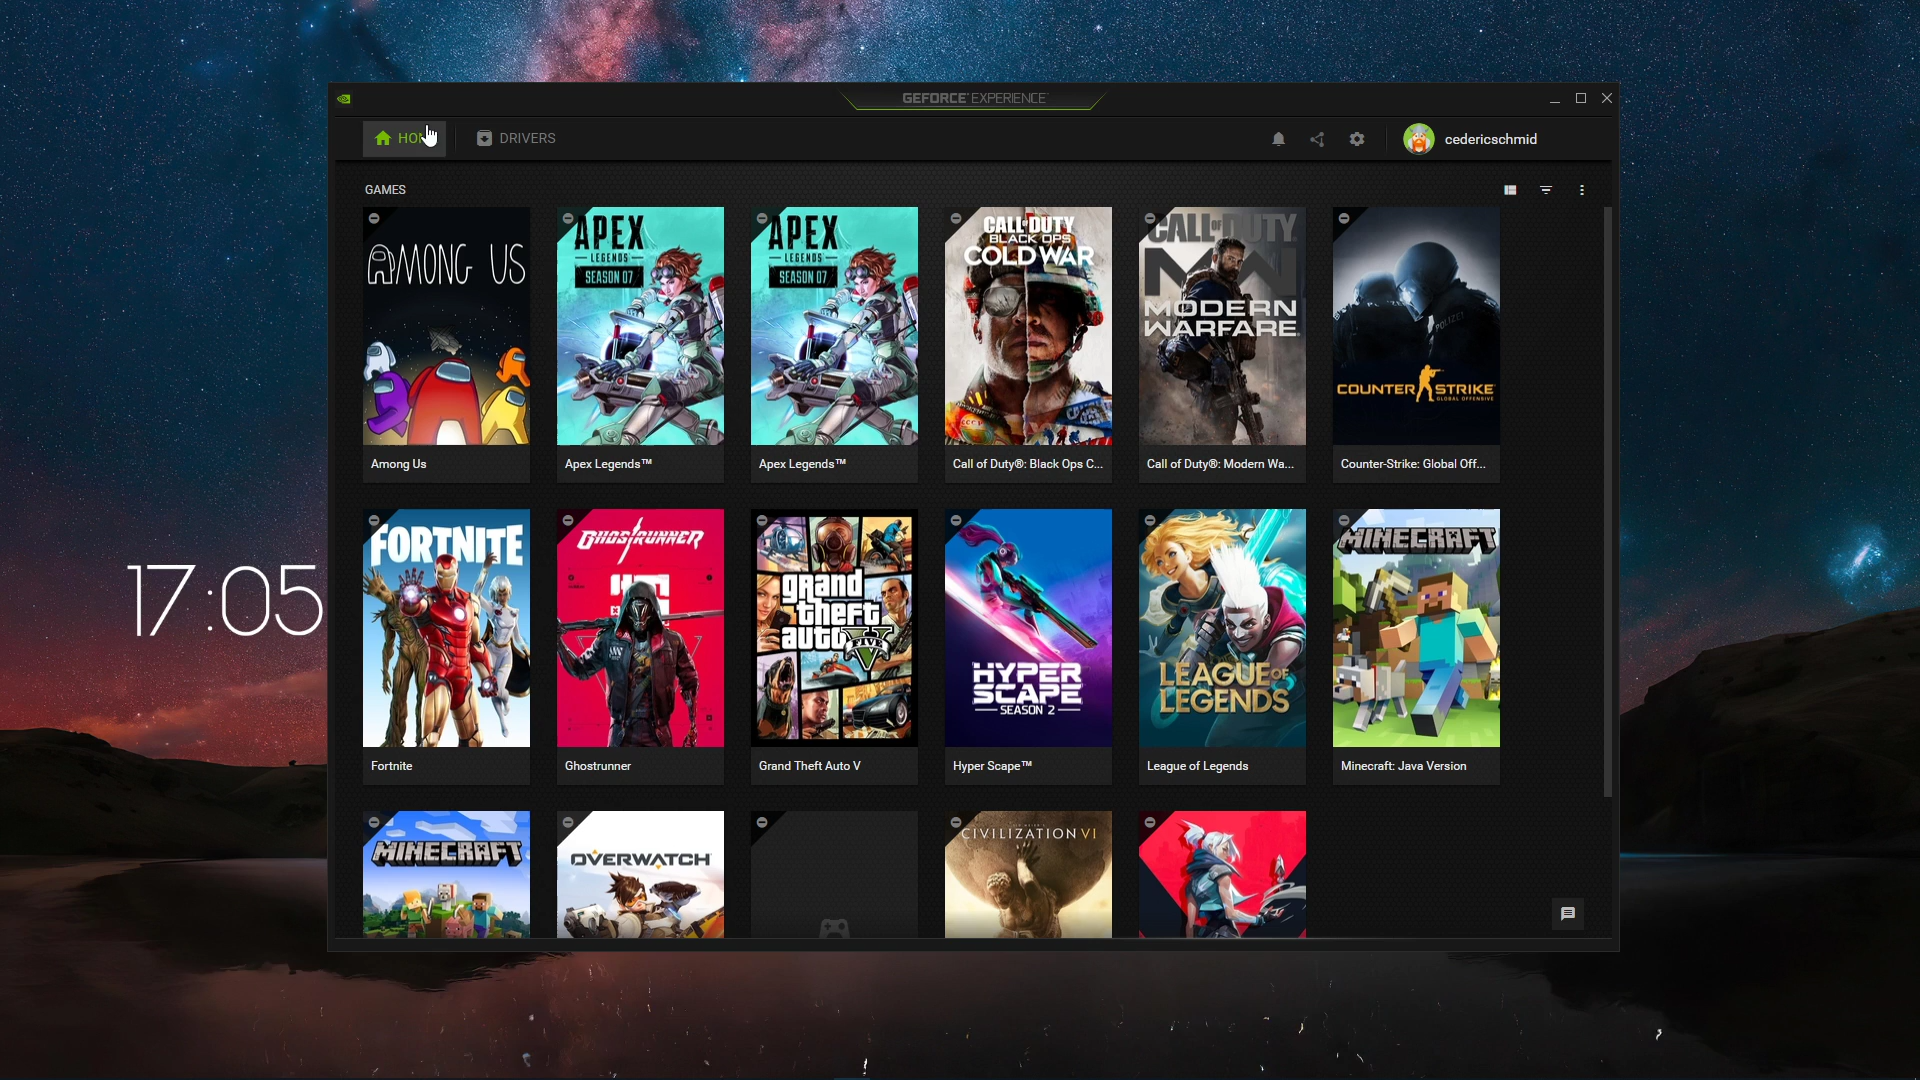 GEFORCE EXPERIENCE
DRIVERS
cedericschmid
GAMES
AMONG US
APEX
LEGENDS
SEASON 07
APEX
LEGENDS
SEASON 07
CALL OF DUTY
BLACK OPS
COLD WAR
CALL OF DUTY
MW
MODERN
WARFARE
POLIZEI
COUNTER STRIKE
GLOBAL OFFENSIVE
Among Us
Apex Legends™
Apex Legends™
Call of Duty®: Black Ops C...
Call of Duty®: Modern Wa...
Counter-Strike: Global Off...
17:05
FORTNITE
GHOSTRUNNER
grand
theft
auto
FIVE
HYPER
SCAPE
SEASON 2
LEAGUE OF
LEGENDS
MINECRAFT
Fortnite
Ghostrunner
Grand Theft Auto V
Hyper Scape™
League of Legends
Minecraft: Java Version
MINECRAFT
OVERWATCH
CIVILIZATION VI